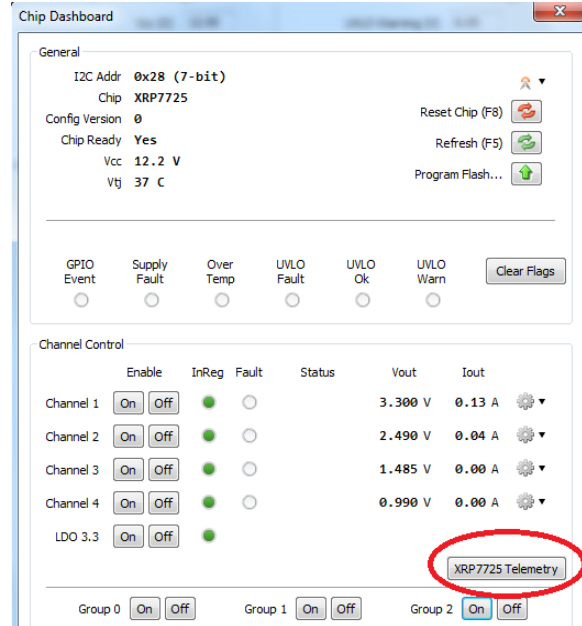 Chip Dashboard
General
I2C Addr 0x28 (7-bit)
Chip XRP7725
Config Version 0
Chip Ready Yes
Vcc 12.2 V
Vtj 37 C
Reset Chip (F8)
Refresh (F5)
Program Flash...
GPIO Event
Supply Fault
Over Temp
UVLO Fault
UVLO Ok
UVLO Warn
Clear Flags
Channel Control
Enable InReg Fault Status Vout Iout
Channel 1 On Off 3.300 V 0.13 A
Channel 2 On Off 2.490 V 0.04 A
Channel 3 On Off 1.485 V 0.00 A
Channel 4 On Off 0.990 V 0.00 A
LDO 3.3 On Off
XRP7725 Telemetry
Group 0 On Off Group 1 On Off Group 2 On Off